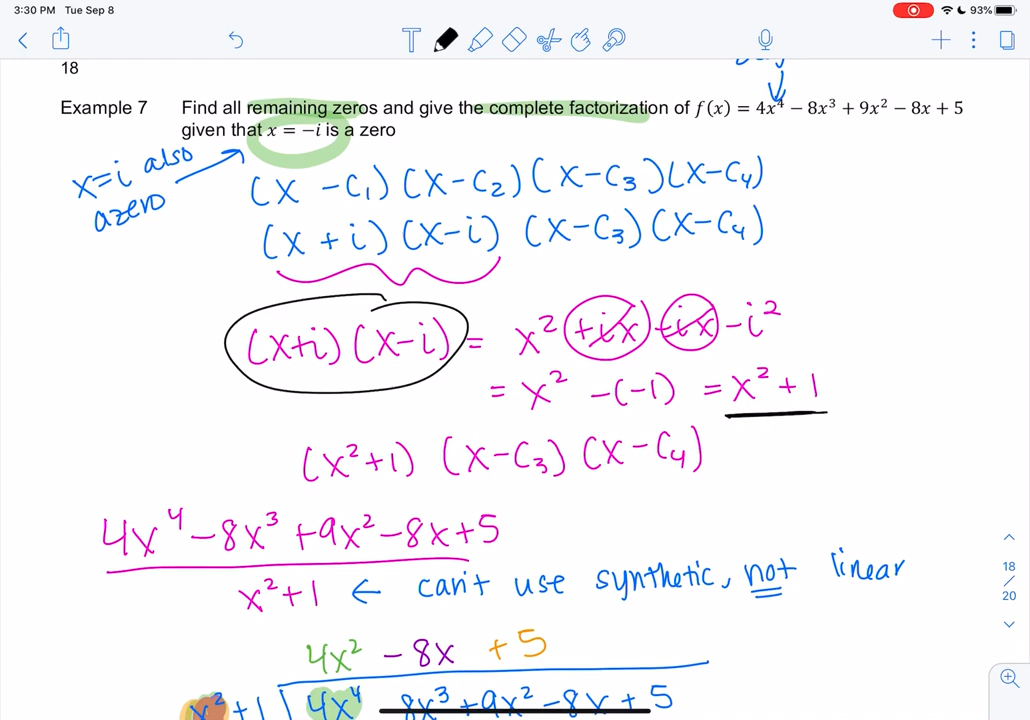 3:30 PM Tue Sep 8 93%
T
18
Example 7 Find all remaining zeros and give the complete factorization of f(x) = 4x⁴ − 8x³ + 9x² − 8x + 5
given that x = −i is a zero
x=i also
a zero
(x - c₁) (x - c₂) (x - c₃) (x - c₄)
(x + i) (x - i) (x - c₃) (x - c₄)
(x+i) (x-i) = x² +ix -ix -i²
= x² -(-1) = x² + 1
(x²+1) (x-c₃) (x-c₄)
4x⁴ -8x³ +9x² -8x+5
x²+1 ← can't use synthetic, not linear
18
/
20
4x² -8x +5
x²+1 4x⁴ -8x³ +9x² -8x +5